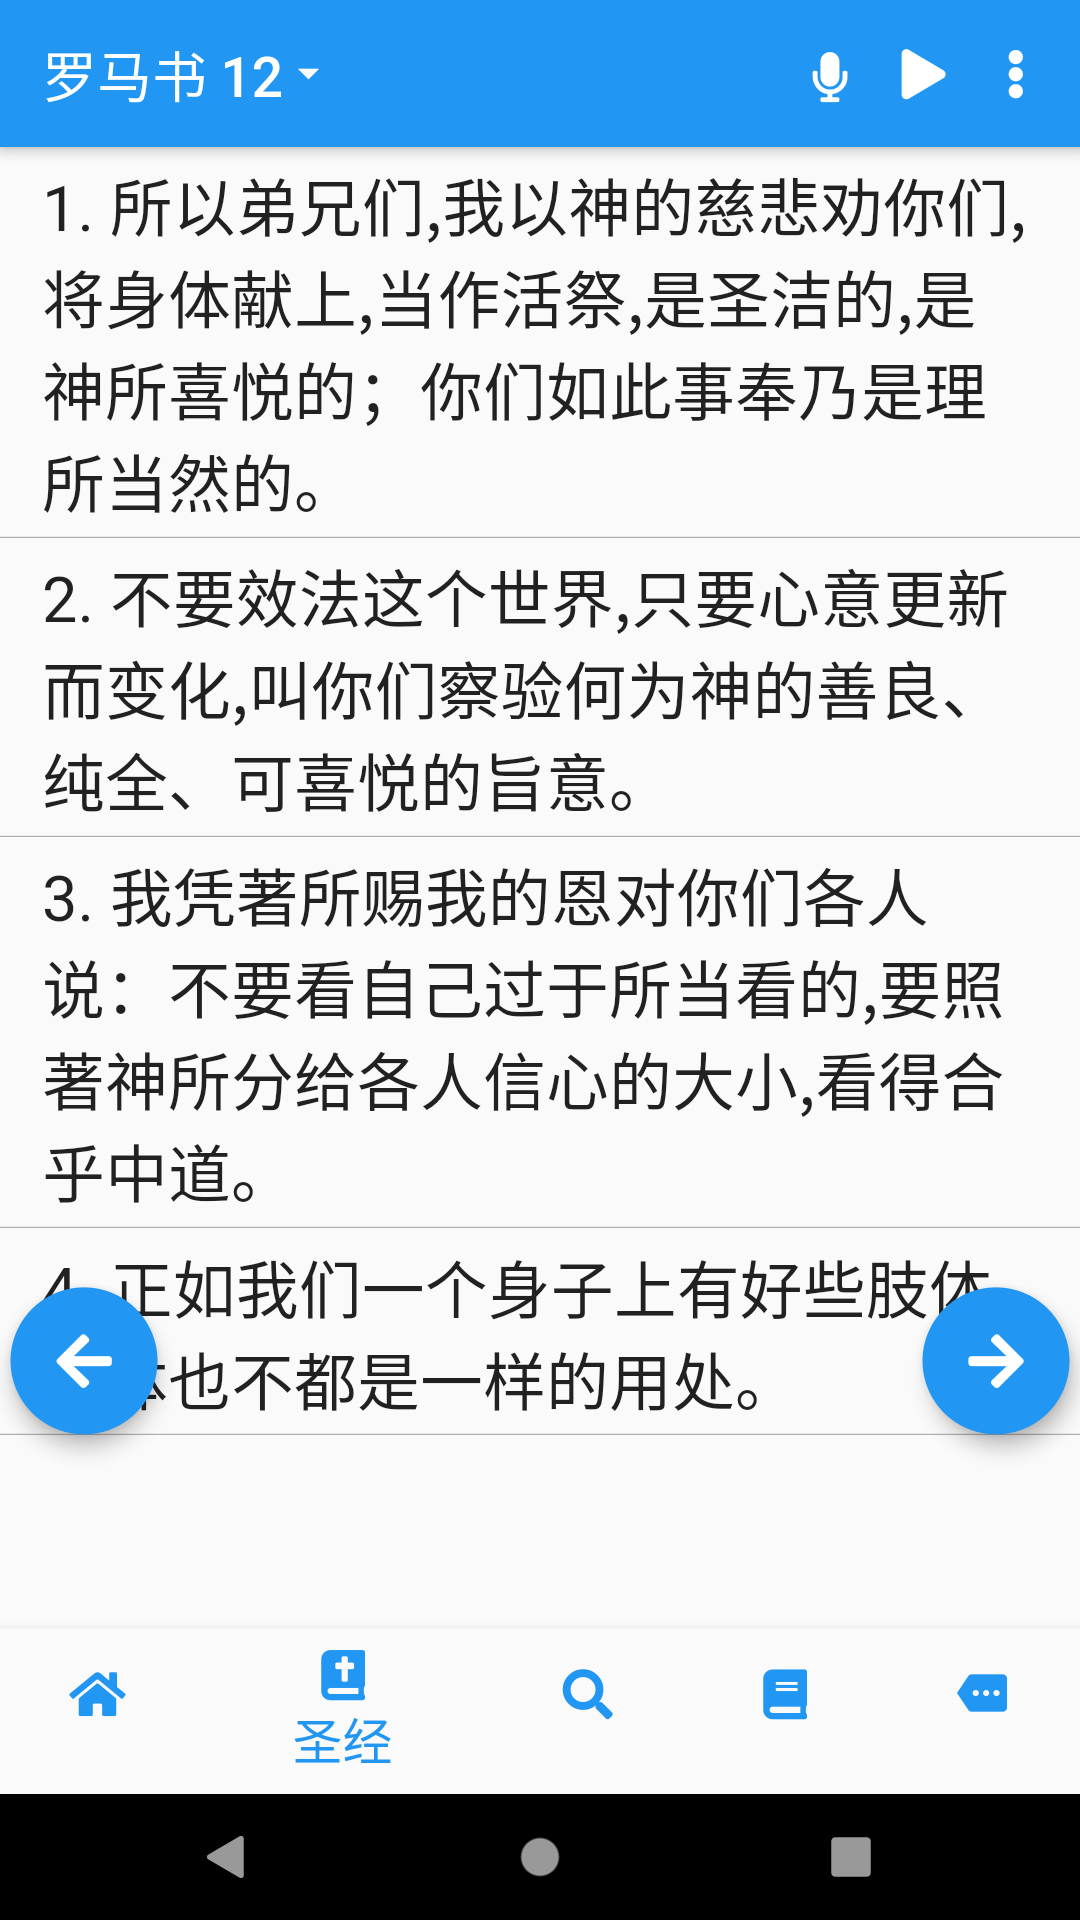 罗马书 12
1. 所以弟兄们,我以神的慈悲劝你们,
将身体献上,当作活祭,是圣洁的,是
神所喜悦的；你们如此事奉乃是理
所当然的。
2. 不要效法这个世界,只要心意更新
而变化,叫你们察验何为神的善良、
纯全、可喜悦的旨意。
3. 我凭著所赐我的恩对你们各人
说：不要看自己过于所当看的,要照
著神所分给各人信心的大小,看得合
乎中道。
4. 正如我们一个身子上有好些肢体
也不都是一样的用处。
圣经